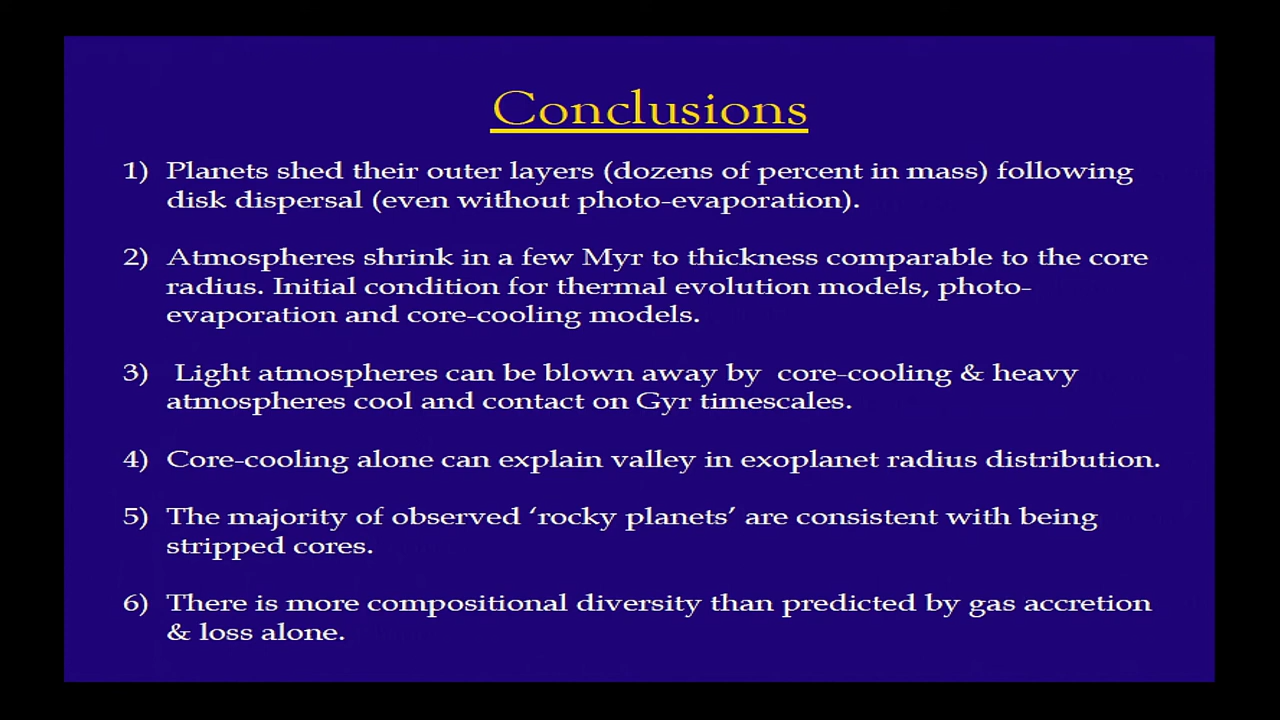 Conclusions
1) Planets shed their outer layers (dozens of percent in mass) following
disk dispersal (even without photo-evaporation).
2) Atmospheres shrink in a few Myr to thickness comparable to the core
radius. Initial condition for thermal evolution models, photo-
evaporation and core-cooling models.
3) Light atmospheres can be blown away by core-cooling & heavy
atmospheres cool and contact on Gyr timescales.
4) Core-cooling alone can explain valley in exoplanet radius distribution.
5) The majority of observed ‘rocky planets’ are consistent with being
stripped cores.
6) There is more compositional diversity than predicted by gas accretion
& loss alone.